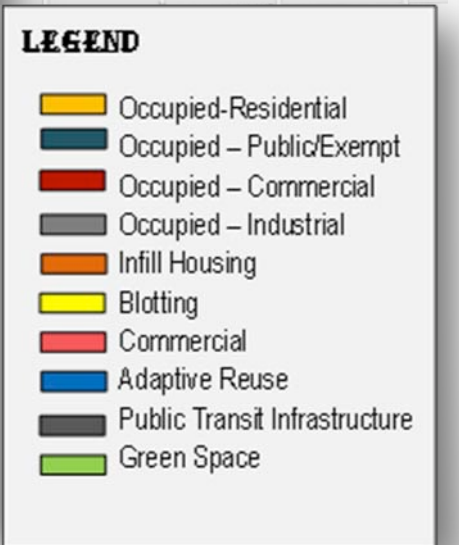 LEGEND
Occupied-Residential
Occupied – Public/Exempt
Occupied – Commercial
Occupied – Industrial
Infill Housing
Blotting
Commercial
Adaptive Reuse
Public Transit Infrastructure
Green Space